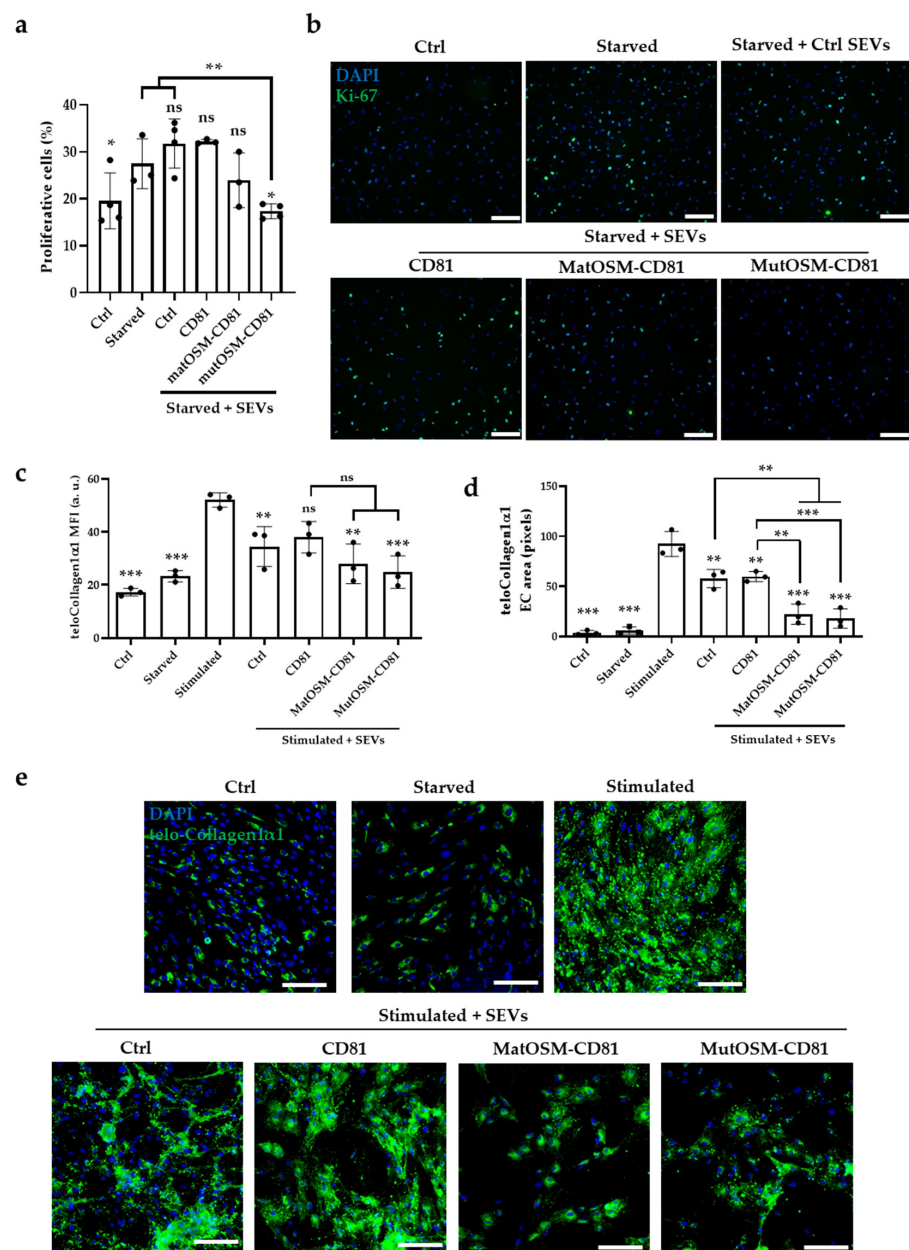 a
**
ns
ns
ns
*
*
Proliferative cells (%)
40
30
20
10
0
Ctrl
Starved
Ctrl
CD81
matOSM-CD81
mutOSM-CD81
Starved + SEVs
b
Ctrl
Starved
Starved + Ctrl SEVs
DAPI
Ki-67
Starved + SEVs
CD81
MatOSM-CD81
MutOSM-CD81
c
teloCollagen1α1 MFI (a. u.)
60
40
20
0
ns
***
***
**
ns
**
***
Ctrl
Starved
Stimulated
Ctrl
CD81
MatOSM-CD81
MutOSM-CD81
Stimulated + SEVs
d
teloCollagen1α1
EC area (pixels)
150
100
50
0
**
***
**
***
***
**
**
***
***
Ctrl
Starved
Stimulated
Ctrl
CD81
MatOSM-CD81
MutOSM-CD81
Stimulated + SEVs
e
Ctrl
Starved
Stimulated
DAPI
telo-Collagen1α1
Stimulated + SEVs
Ctrl
CD81
MatOSM-CD81
MutOSM-CD81